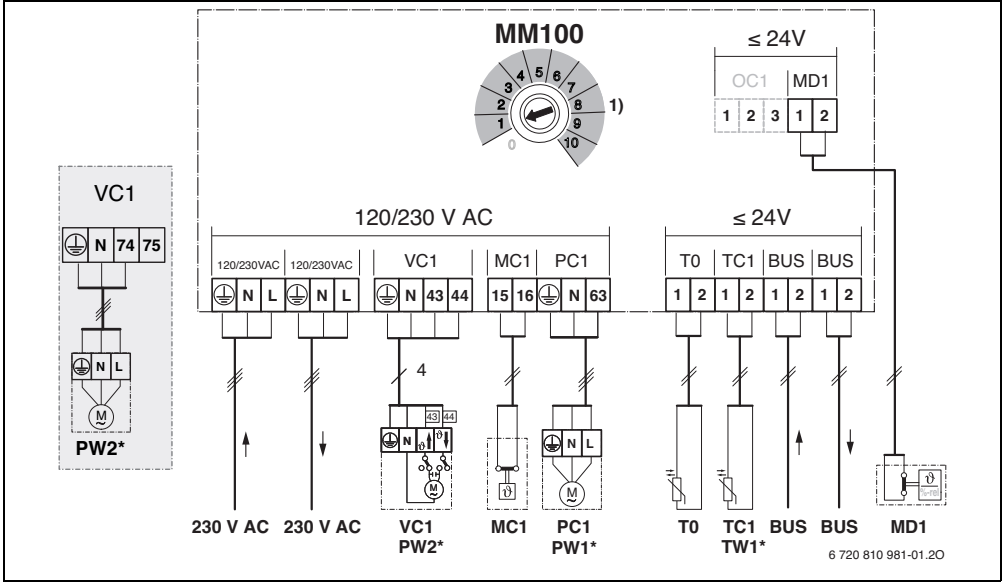 MM100
≤ 24V
OC1 MD1
1 2 3 1 2
0 1 2 3 4 5 6 7 8 9 10
1)
VC1
N 74 75
N L
M
~
PW2*
120/230 V AC
≤ 24V
120/230VAC 120/230VAC VC1 MC1 PC1 T0 TC1 BUS BUS
N L N L N 43 44 15 16 N 63 1 2 1 2 1 2 1 2
4
43 44
N ϑ ϑ
N L
M
~
ϑ
M
~
ϑ
%-rel
230 V AC 230 V AC VC1 MC1 PC1 T0 TC1 BUS BUS MD1
PW2* PW1* TW1*
6 720 810 981-01.2O